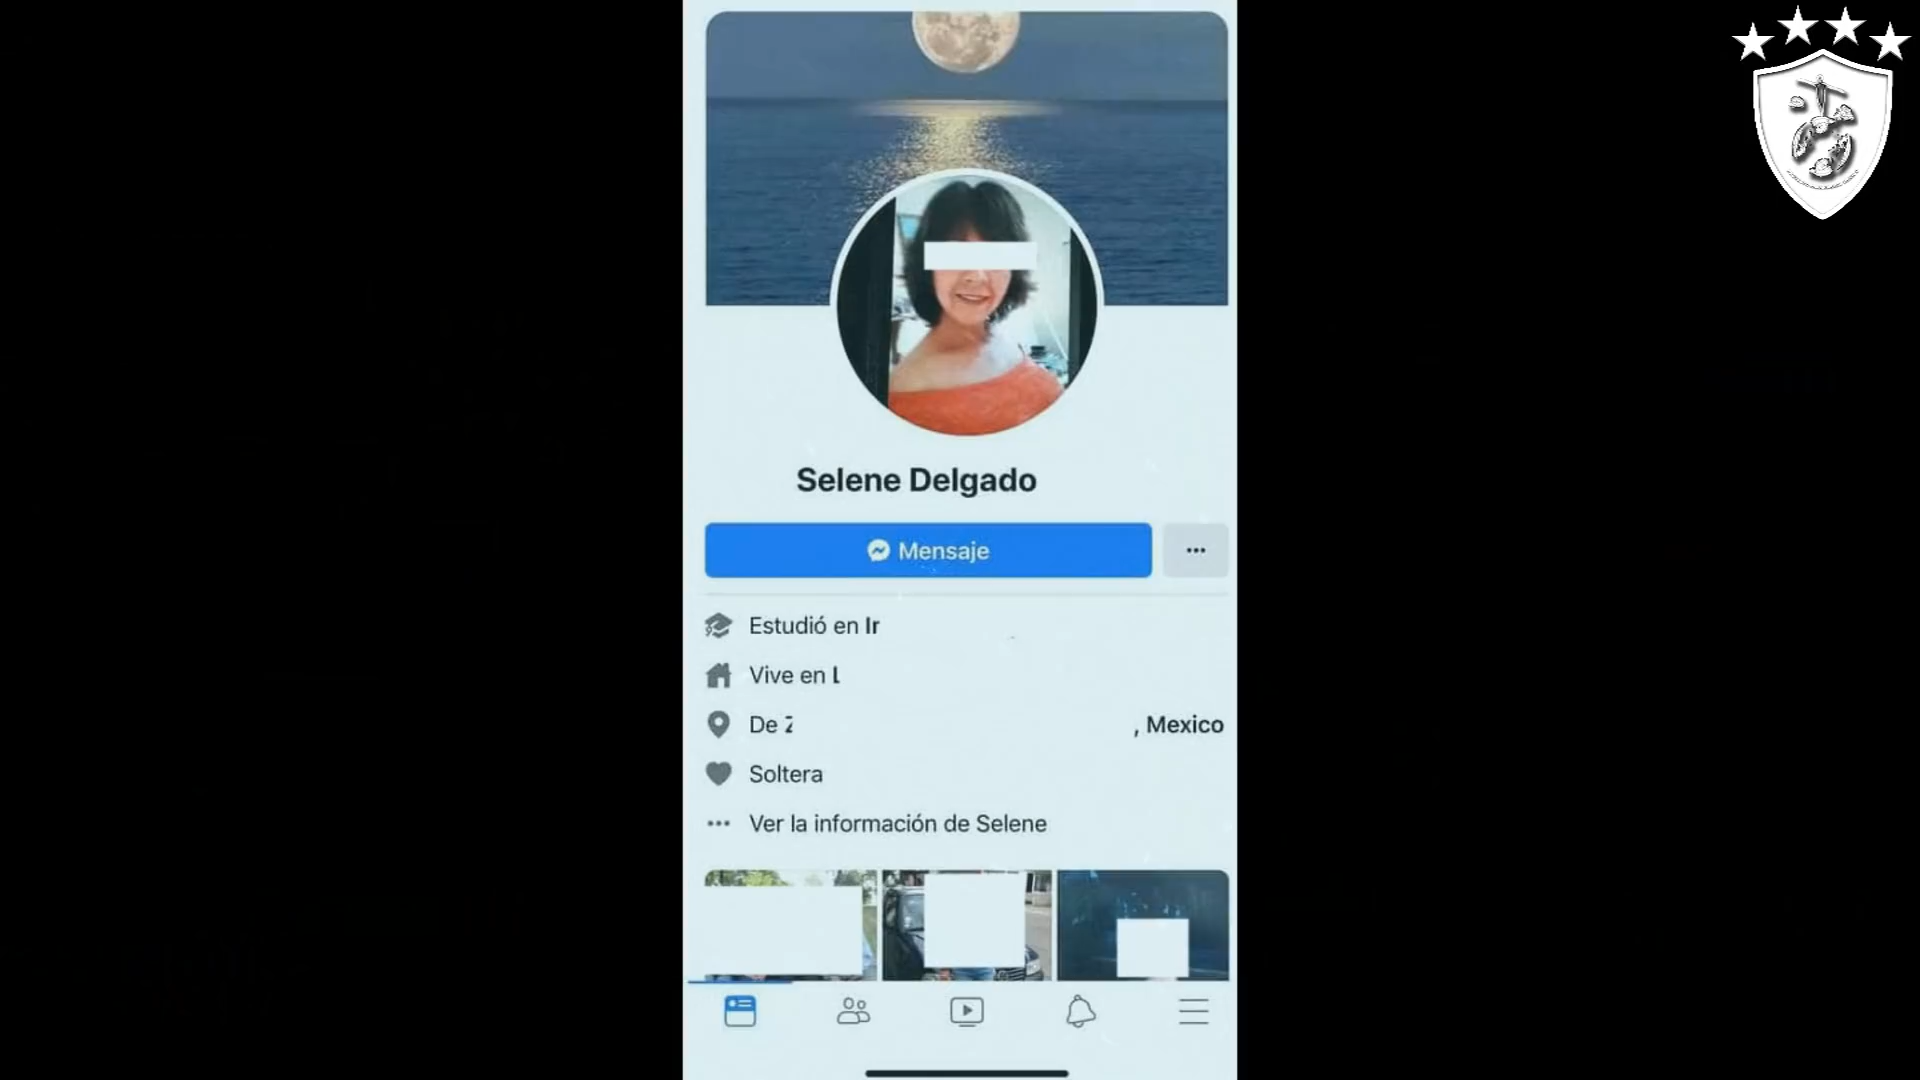 Selene Delgado
Mensaje
Estudió en Ir
Vive en L
De Z , Mexico
Soltera
Ver la información de Selene